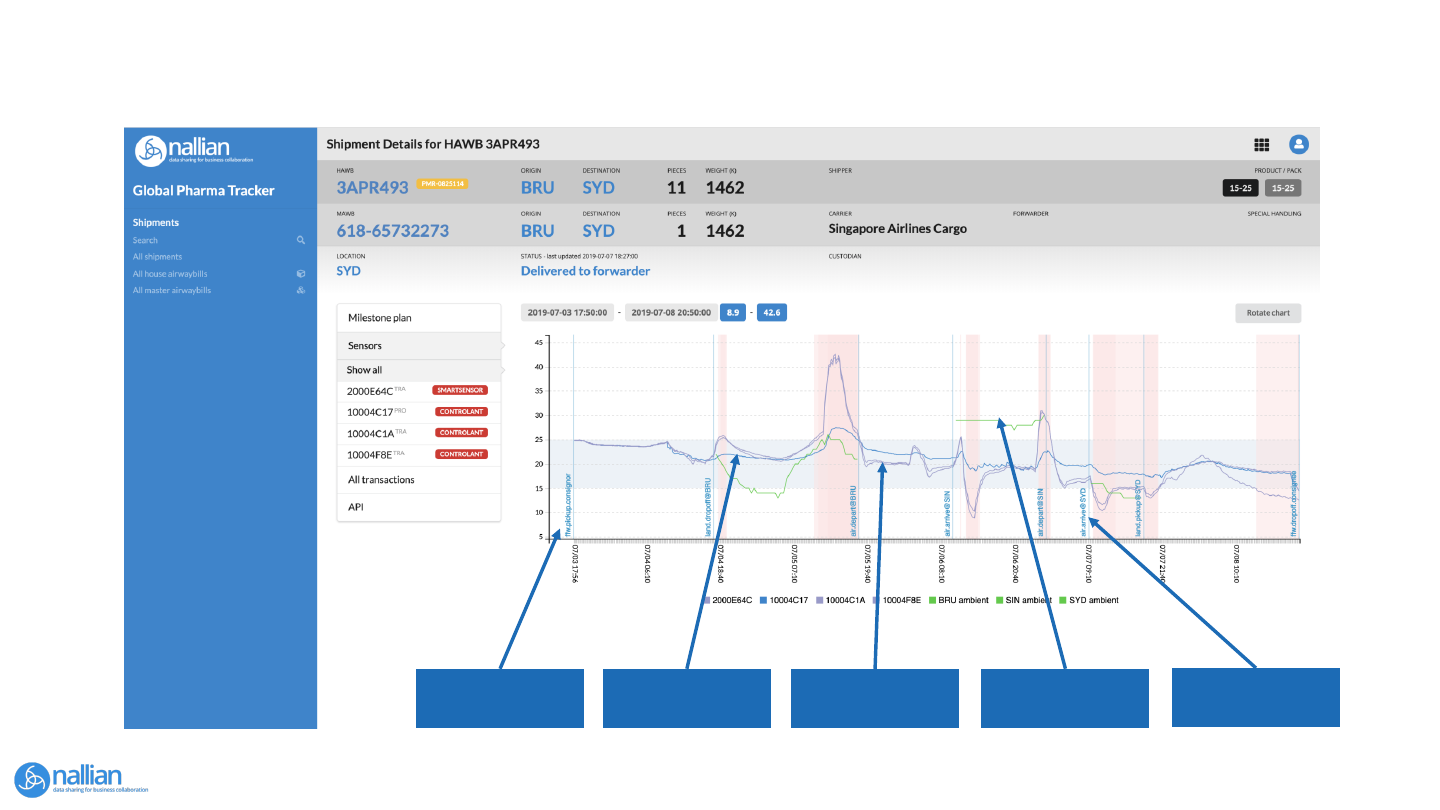 nallian
data sharing for business collaboration
Global Pharma Tracker
Shipments
Search
All shipments
All house airwaybills
All master airwaybills
Shipment Details for HAWB 3APR493
HAWB ORIGIN DESTINATION PIECES WEIGHT (K) SHIPPER PRODUCT / PACK
3APR493 PMR-0825114 BRU SYD 11 1462 15-25 15-25
MAWB ORIGIN DESTINATION PIECES WEIGHT (K) CARRIER FORWARDER SPECIAL HANDLING
618-65732273 BRU SYD 1 1462 Singapore Airlines Cargo
LOCATION STATUS - last updated 2019-07-07 18:27:00 CUSTODIAN
SYD Delivered to forwarder
Milestone plan
Sensors
Show all
2000E64C TRA SMARTSENSOR
10004C17 PRO CONTROLANT
10004C1A TRA CONTROLANT
10004F8E TRA CONTROLANT
All transactions
API
2019-07-03 17:50:00 - 2019-07-08 20:50:00 8.9 - 42.6 Rotate chart
45
40
35
30
25
20
15
10
5
ffw.pickup.consignor
land.dropoff@BRU
air.depart@BRU
air.arrive@SIN
air.depart@SIN
air.arrive@SYD
land.pickup@SYD
ffw.dropoff.consignee
07/03 17:56
07/04 06:10
07/04 18:40
07/05 07:10
07/05 19:40
07/06 08:10
07/06 20:40
07/07 09:10
07/07 21:40
07/08 10:10
2000E64C 10004C17 10004C1A 10004F8E BRU ambient SIN ambient SYD ambient
nallian
data sharing for business collaboration